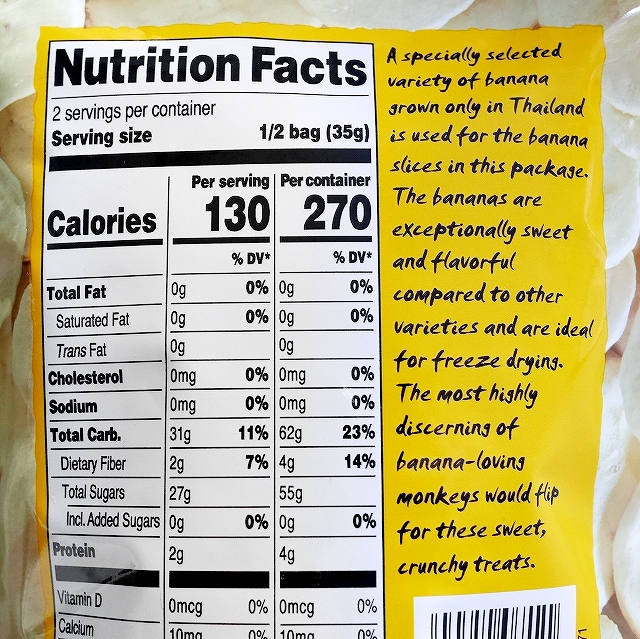 Nutrition Facts
2 servings per container
Serving size 1/2 bag (35g)
Per serving Per container
Calories 130 270
% DV* % DV*
Total Fat 0g 0% 0g 0%
Saturated Fat 0g 0% 0g 0%
Trans Fat 0g 0g
Cholesterol 0mg 0% 0mg 0%
Sodium 0mg 0% 0mg 0%
Total Carb. 31g 11% 62g 23%
Dietary Fiber 2g 7% 4g 14%
Total Sugars 27g 55g
Incl. Added Sugars 0g 0% 0g 0%
Protein 2g 4g
Vitamin D 0mcg 0% 0mcg 0%
Calcium 10mg 0% 10mg 0%
A specially selected
variety of banana
grown only in Thailand
is used for the banana
slices in this package.
The bananas are
exceptionally sweet
and flavorful
compared to other
varieties and are ideal
for freeze drying.
The most highly
discerning of
banana-loving
monkeys would flip
for these sweet,
crunchy treats.